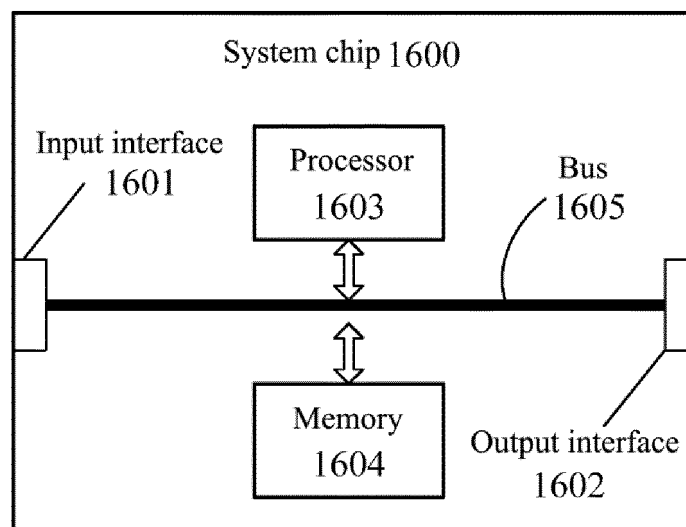 System chip 1600
Input interface
1601
Processor
1603
Bus
1605
Memory
1604
Output interface
1602